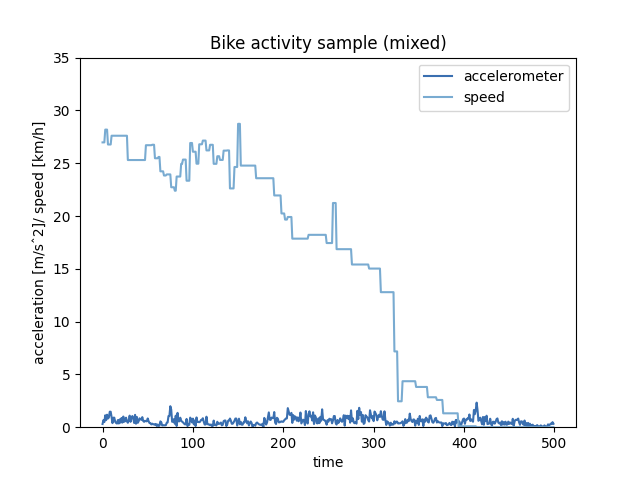 Bike activity sample (mixed)
accelerometer
speed
acceleration [m/sˆ2]/ speed [km/h]
35
30
25
20
15
10
5
0
0 100 200 300 400 500
time